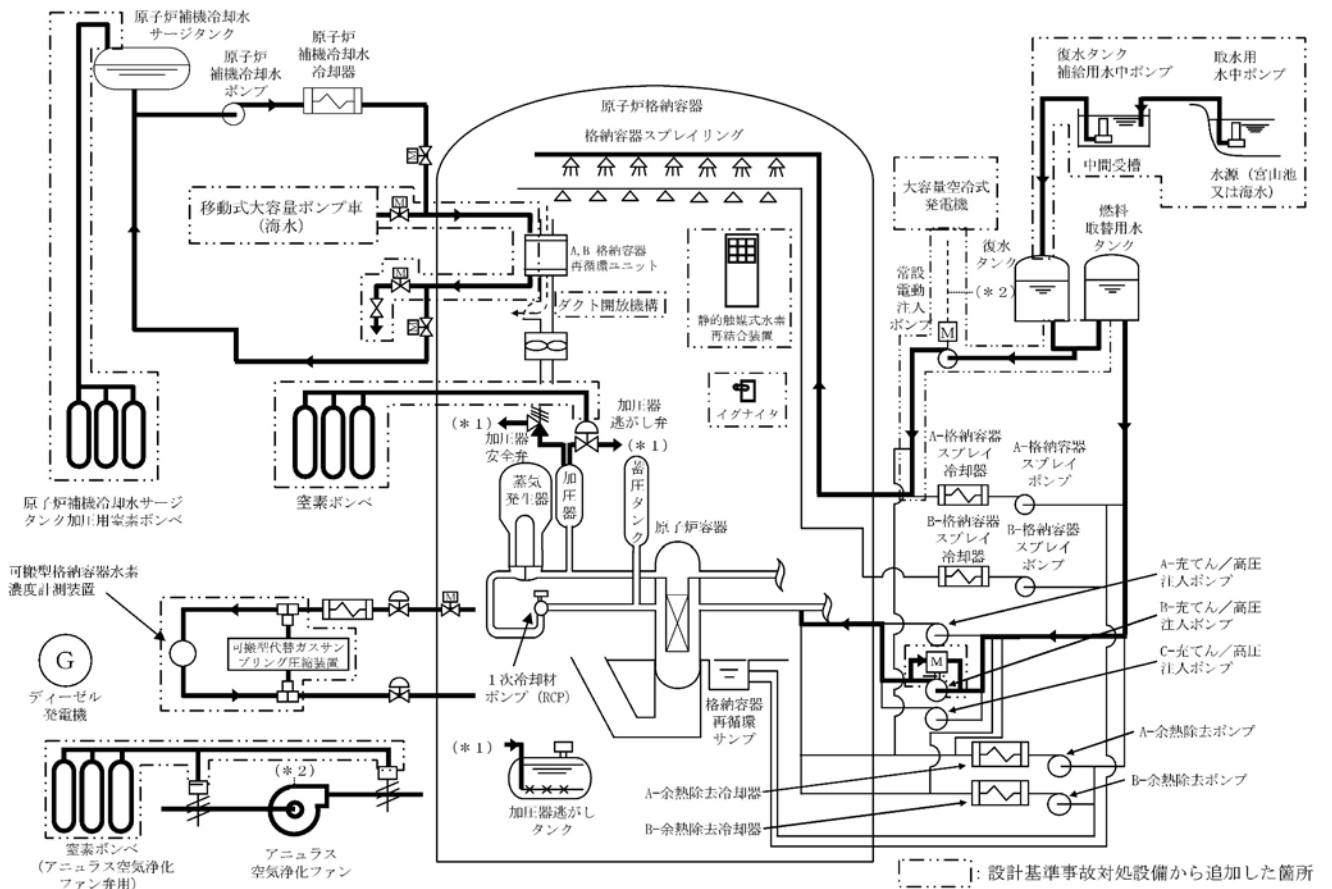 原子炉補機冷却水
サージタンク
原子炉
補機冷却水
ポンプ
原子炉
補機冷却水
冷却器
原子炉格納容器
格納容器スプレイリング
復水タンク
補給用水中ポンプ
取水用
水中ポンプ
中間受槽
水源（宮山池
又は海水）
大容量空冷式
発電機
燃料
取替用水
タンク
復水
タンク
常設
電動
注入
ポンプ
(＊2)
M
移動式大容量ポンプ車
(海水)
M
A,B 格納容器
再循環ユニット
M
ダクト開放機構
静的触媒式水素
再結合装置
イグナイタ
(＊1)
加圧器
安全弁
加圧器
逃がし弁
(＊1)
蒸気
発生器
加圧器
蓄圧タンク
原子炉容器
原子炉補機冷却水サージ
タンク加圧用窒素ボンベ
窒素ボンベ
A-格納容器
スプレイ
冷却器
A-格納容器
スプレイ
ポンプ
B-格納容器
スプレイ
冷却器
B-格納容器
スプレイ
ポンプ
A-充てん／高圧
注入ポンプ
B-充てん／高圧
注入ポンプ
C-充てん／高圧
注入ポンプ
M
可搬型格納容器水素
濃度計測装置
M
可搬型代替ガスサン
プリング圧縮装置
G
ディーゼル
発電機
1次冷却材
ポンプ (RCP)
格納容器
再循環
サンプ
A-余熱除去ポンプ
B-余熱除去ポンプ
A-余熱除去冷却器
B-余熱除去冷却器
(＊1)
加圧器逃がし
タンク
(＊2)
窒素ボンベ
(アニュラス空気浄化
ファン弁用)
アニュラス
空気浄化ファン
：設計基準事故対処設備から追加した箇所